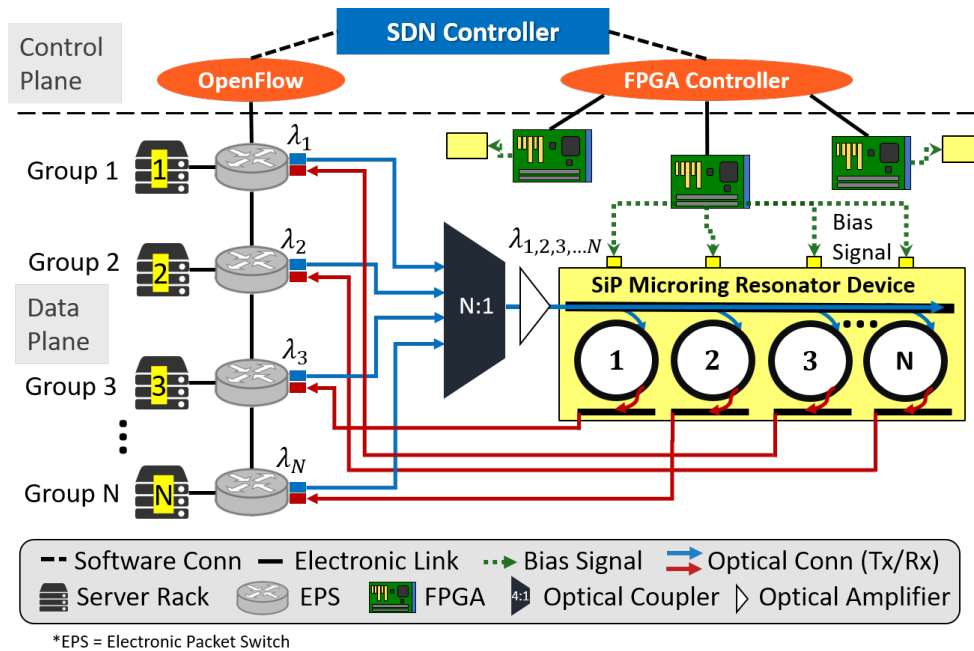 SDN Controller
Control
Plane
OpenFlow
FPGA Controller
Group 1
1
λ1
Group 2
2
λ2
Data
Plane
Group 3
3
λ3
Group N
N
λN
N:1
λ1,2,3,...N
Bias
Signal
SiP Microring Resonator Device
1
2
3
N
Software Conn
Electronic Link
Bias Signal
Optical Conn (Tx/Rx)
Server Rack
EPS
FPGA
4:1
Optical Coupler
Optical Amplifier
*EPS = Electronic Packet Switch